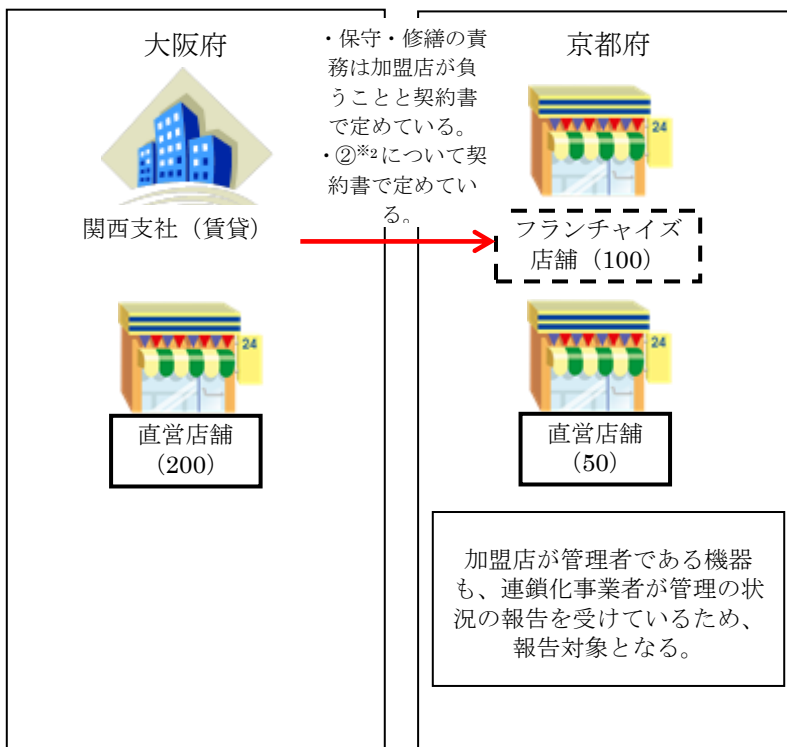 大阪府
関西支社（賃貸）
直営店舗
（200）
・保守・修繕の責
務は加盟店が負
うことと契約書
で定めている。
・②※2について契
約書で定めてい
る。
京都府
24
フランチャイズ
店舗（100）
24
直営店舗
（50）
24
加盟店が管理者である機器
も、連鎖化事業者が管理の状
況の報告を受けているため、
報告対象となる。